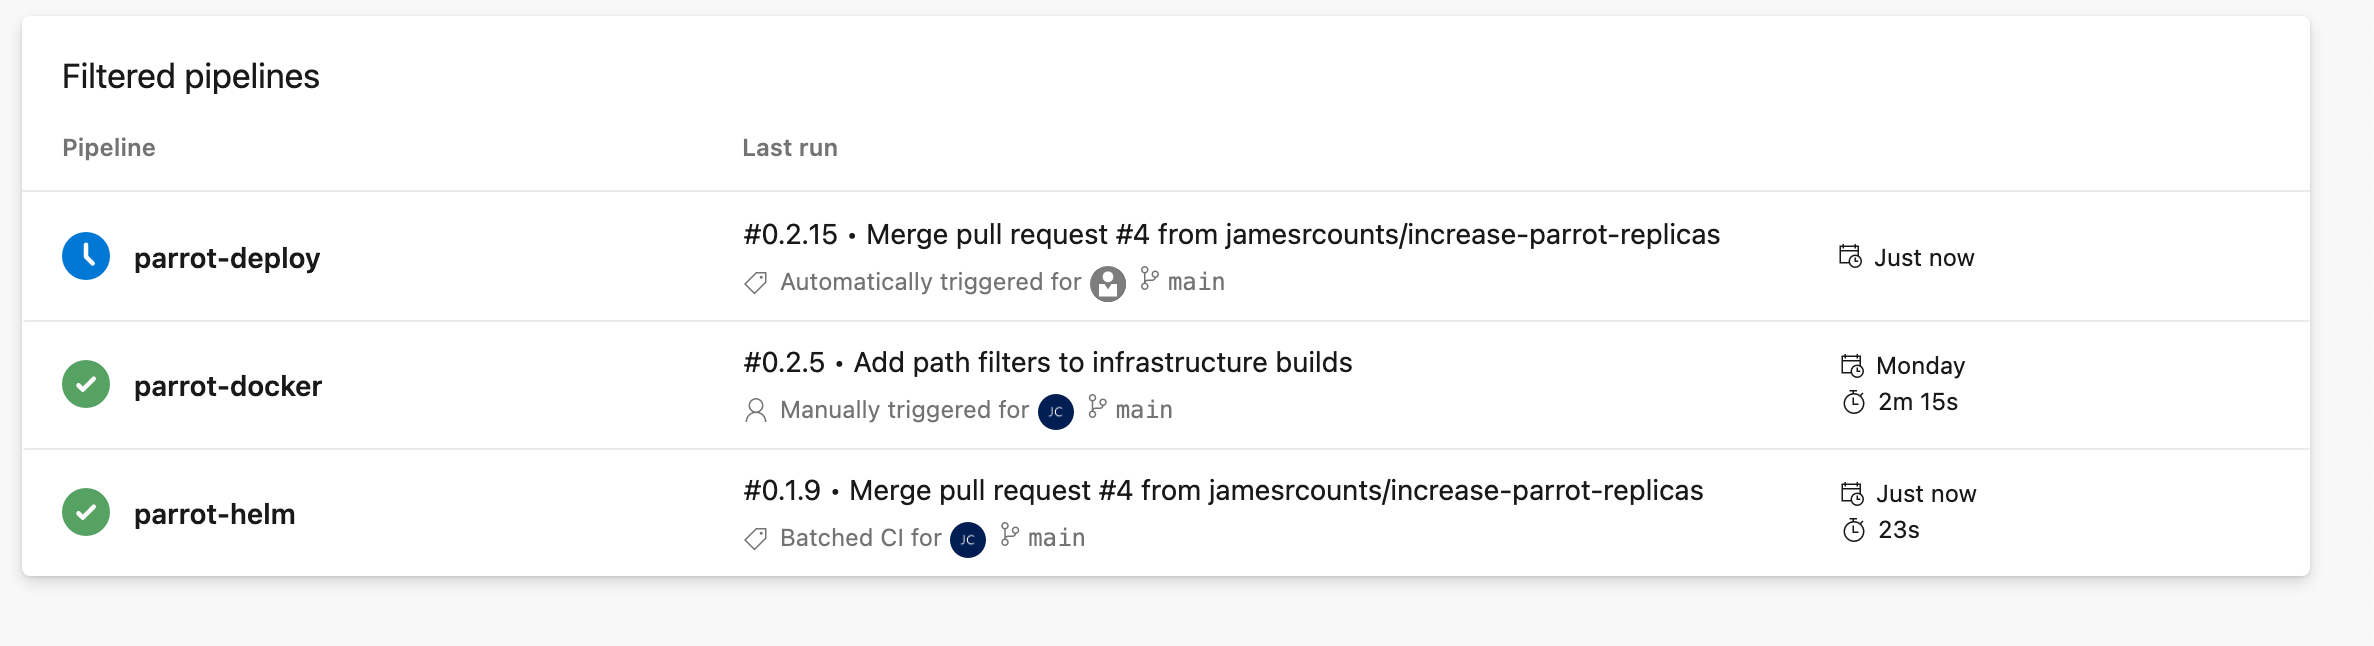 Filtered pipelines
Pipeline Last run
#0.2.15 • Merge pull request #4 from jamesrcounts/increase-parrot-replicas
parrot-deploy Just now
Automatically triggered for main
#0.2.5 • Add path filters to infrastructure builds
Monday
parrot-docker
Manually triggered for JC main
2m 15s
#0.1.9 • Merge pull request #4 from jamesrcounts/increase-parrot-replicas
Just now
parrot-helm
Batched CI for JC main
23s